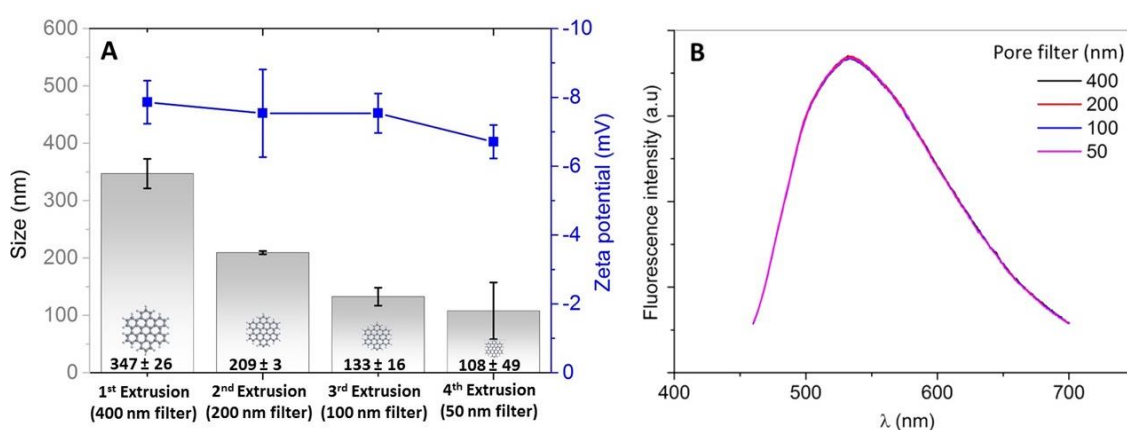 A
Size (nm)
600
500
400
300
200
100
0
-10
-8
-6
-4
-2
0
Zeta potential (mV)
347 ± 26
209 ± 3
133 ± 16
108 ± 49
1st Extrusion
(400 nm filter)
2nd Extrusion
(200 nm filter)
3rd Extrusion
(100 nm filter)
4th Extrusion
(50 nm filter)
B
Fluorescence intensity (a.u)
Pore filter (nm)
400
200
100
50
400
500
600
700
λ (nm)